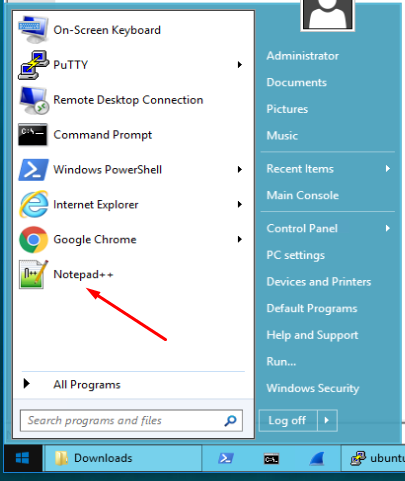 On-Screen Keyboard
PuTTY
Remote Desktop Connection
Command Prompt
Windows PowerShell
Internet Explorer
Google Chrome
Notepad++
All Programs
Search programs and files
Administrator
Documents
Pictures
Music
Recent Items
Main Console
Control Panel
PC settings
Devices and Printers
Default Programs
Help and Support
Run...
Windows Security
Log off
Downloads
ubuntu